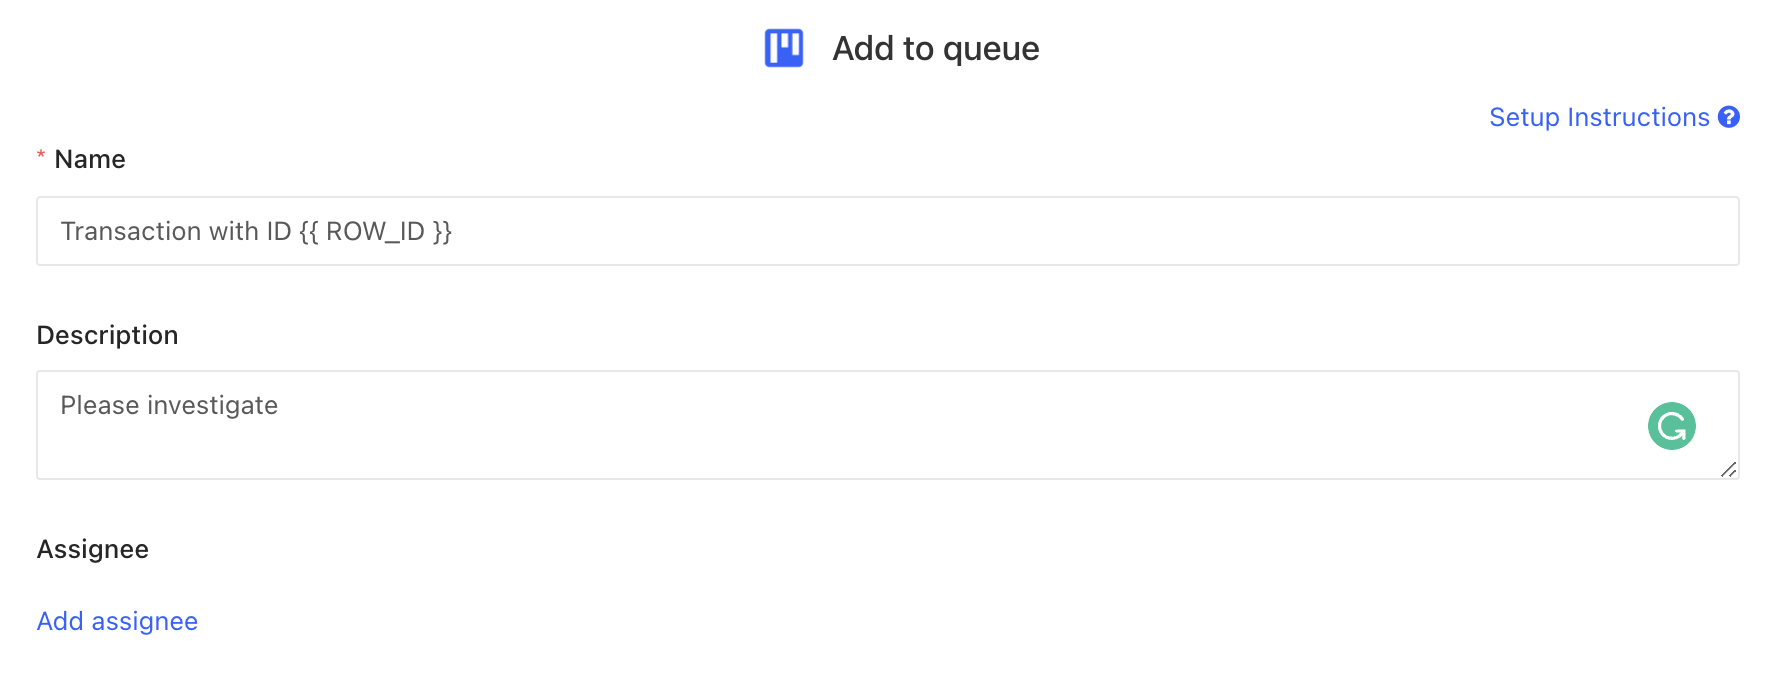 Add to queue
Setup Instructions ?
* Name
Transaction with ID {{ ROW_ID }}
Description
Please investigate
Assignee
Add assignee